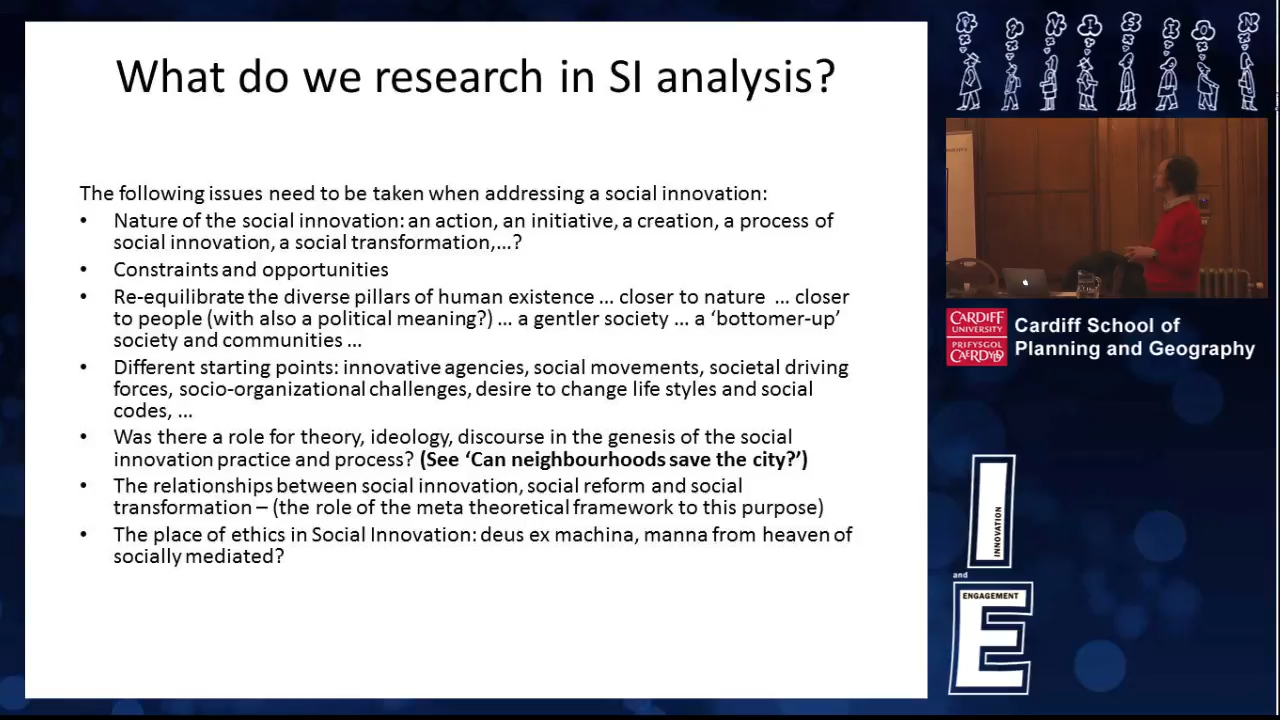 What do we research in SI analysis?
The following issues need to be taken when addressing a social innovation:
• Nature of the social innovation: an action, an initiative, a creation, a process of
social innovation, a social transformation,…?
• Constraints and opportunities
• Re-equilibrate the diverse pillars of human existence … closer to nature … closer
to people (with also a political meaning?) … a gentler society … a ‘bottomer-up’
society and communities …
• Different starting points: innovative agencies, social movements, societal driving
forces, socio-organizational challenges, desire to change life styles and social
codes, …
• Was there a role for theory, ideology, discourse in the genesis of the social
innovation practice and process? (See ‘Can neighbourhoods save the city?’)
• The relationships between social innovation, social reform and social
transformation – (the role of the meta theoretical framework to this purpose)
• The place of ethics in Social Innovation: deus ex machina, manna from heaven of
socially mediated?
P ? V I S I O N
CARDIFF
UNIVERSITY
PRIFYSGOL
CAERDYDD
Cardiff School of
Planning and Geography
I
INNOVATION
and
ENGAGEMENT
E